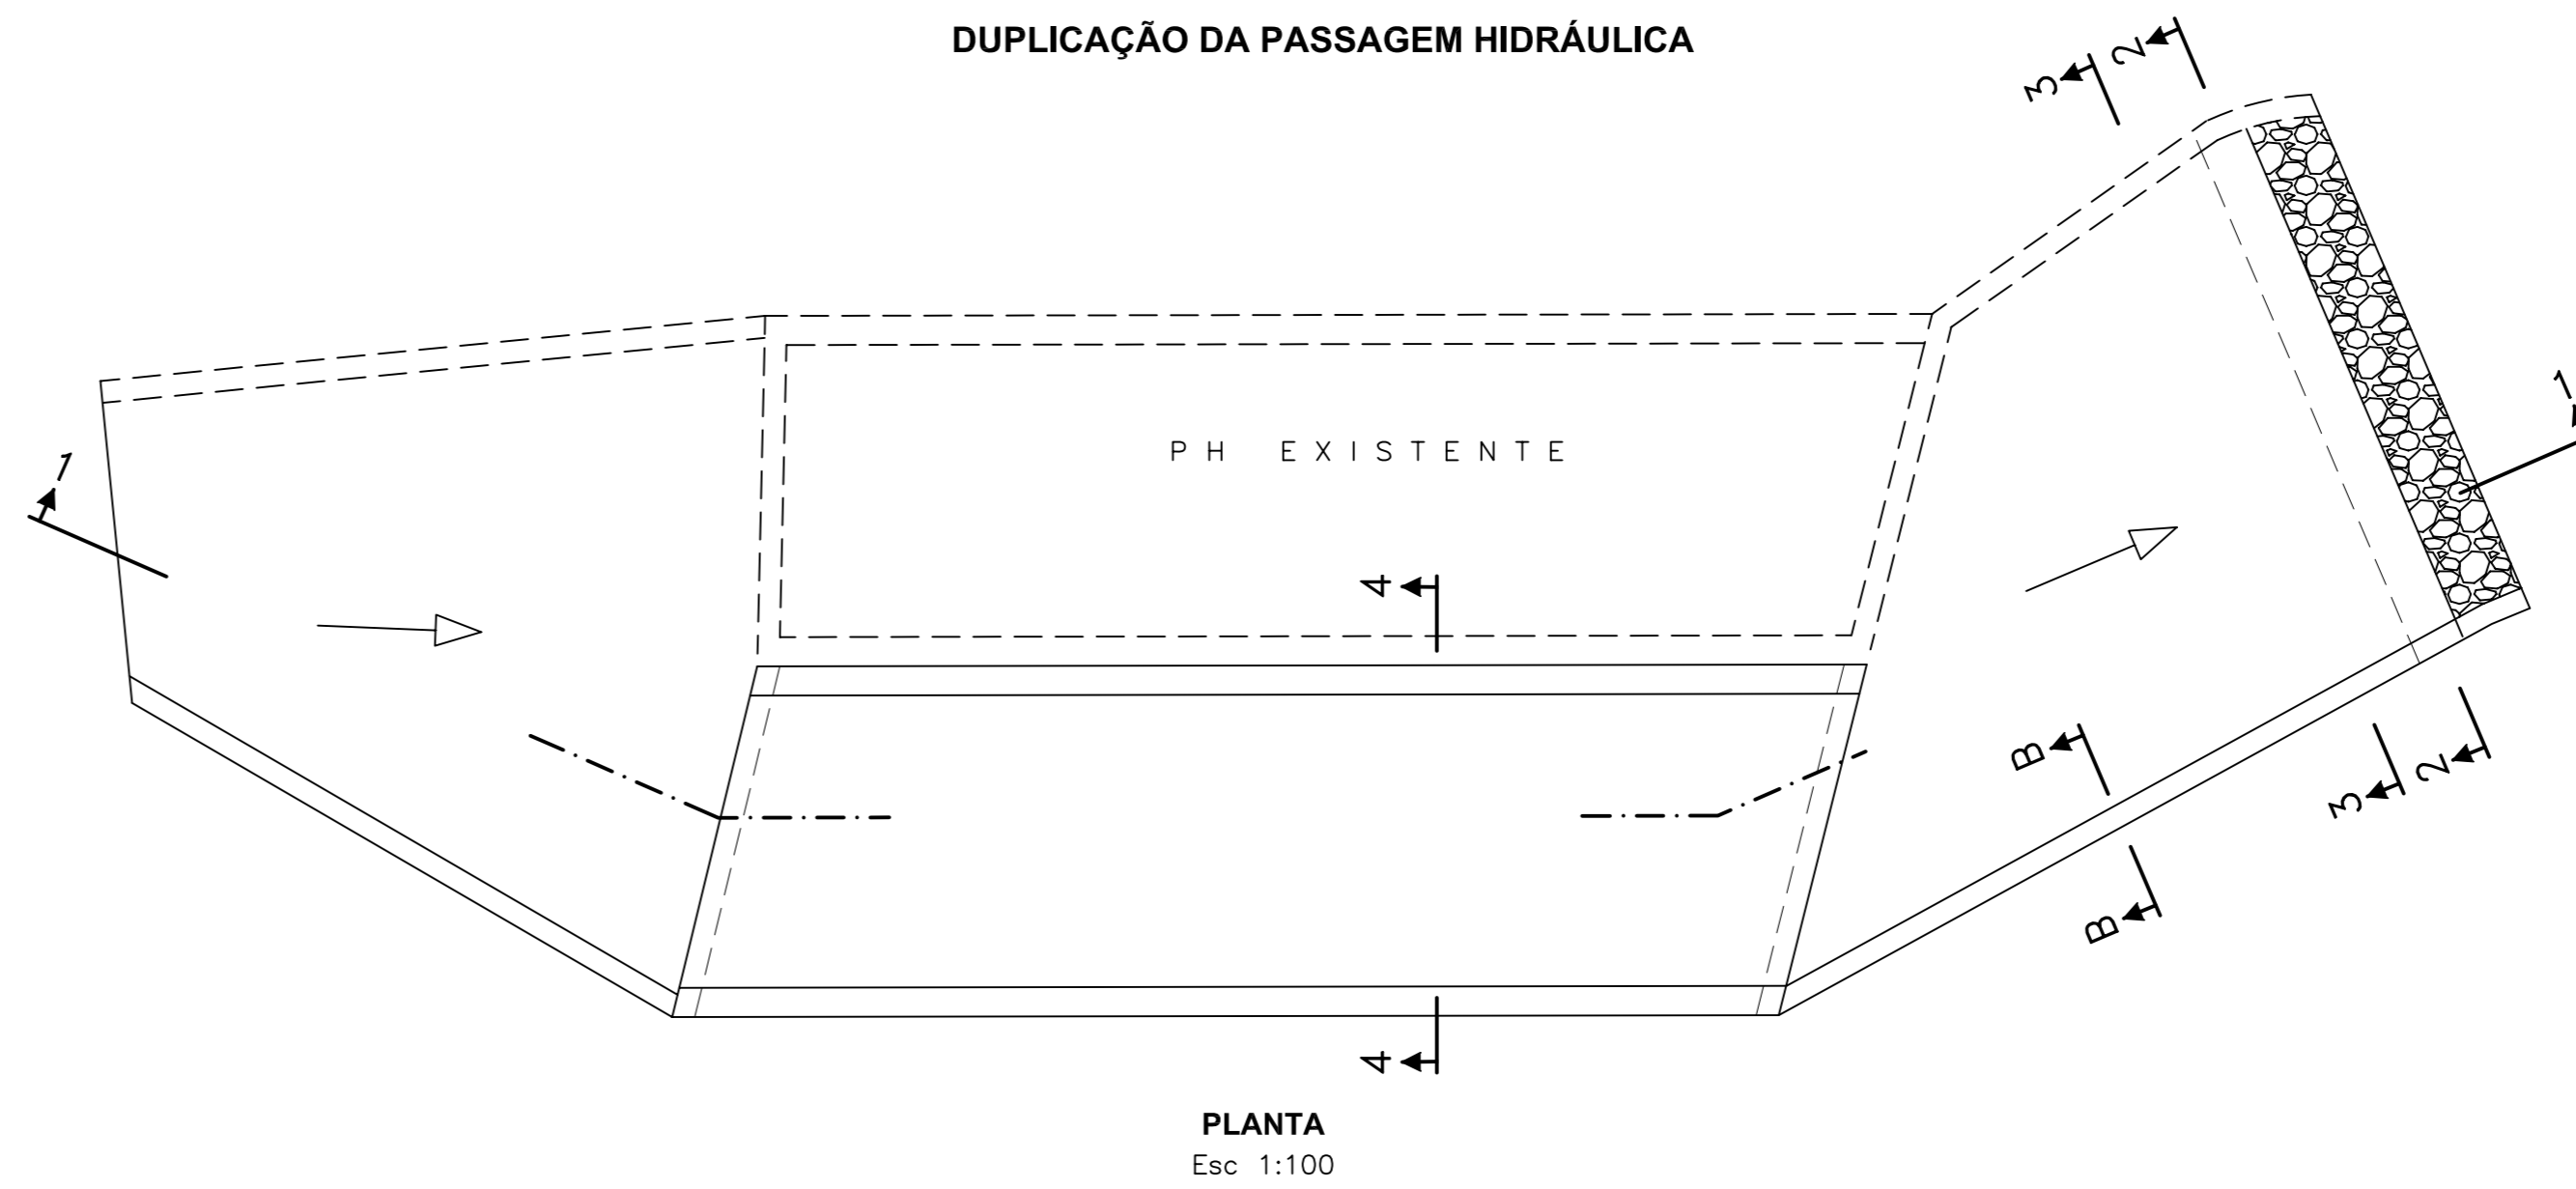 DUPLICAÇÃO DA PASSAGEM HIDRÁULICA
2
3
1
1
PH EXISTENTE
4
B
2
3
B
4
PLANTA
Esc 1:100